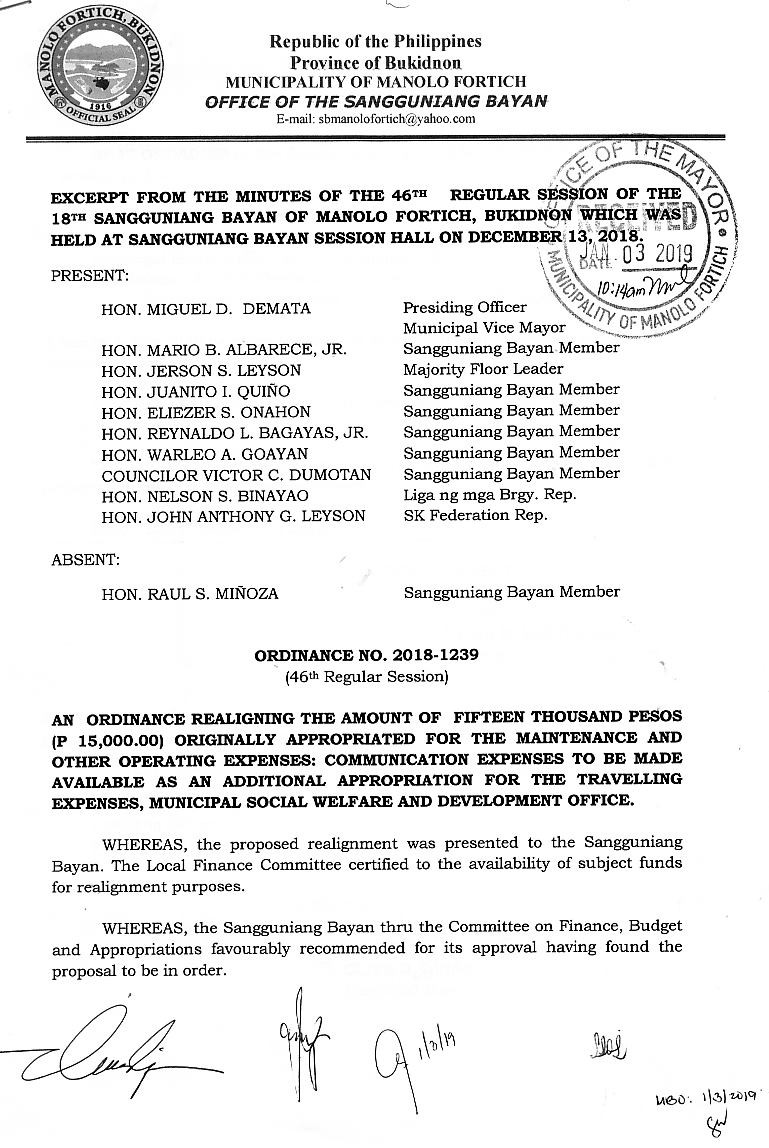 MANOLO FORTICH, BUKIDNON
1916
OFFICIAL SEAL
Republic of the Philippines
Province of Bukidnon
MUNICIPALITY OF MANOLO FORTICH
OFFICE OF THE SANGGUNIANG BAYAN
E-mail: sbmanolofortich@yahoo.com
OFFICE OF THE MAYOR
RECEIVED
JAN 03 2019
DATE
10:14am
MUNICIPALITY OF MANOLO FORTICH
EXCERPT FROM THE MINUTES OF THE 46TH REGULAR SESSION OF THE
18TH SANGGUNIANG BAYAN OF MANOLO FORTICH, BUKIDNON WHICH WAS
HELD AT SANGGUNIANG BAYAN SESSION HALL ON DECEMBER 13, 2018.
PRESENT:
HON. MIGUEL D. DEMATA Presiding Officer
Municipal Vice Mayor
HON. MARIO B. ALBARECE, JR. Sangguniang Bayan Member
HON. JERSON S. LEYSON Majority Floor Leader
HON. JUANITO I. QUIÑO Sangguniang Bayan Member
HON. ELIEZER S. ONAHON Sangguniang Bayan Member
HON. REYNALDO L. BAGAYAS, JR. Sangguniang Bayan Member
HON. WARLEO A. GOAYAN Sangguniang Bayan Member
COUNCILOR VICTOR C. DUMOTAN Sangguniang Bayan Member
HON. NELSON S. BINAYAO Liga ng mga Brgy. Rep.
HON. JOHN ANTHONY G. LEYSON SK Federation Rep.
ABSENT:
HON. RAUL S. MIÑOZA Sangguniang Bayan Member
ORDINANCE NO. 2018-1239
(46th Regular Session)
AN ORDINANCE REALIGNING THE AMOUNT OF FIFTEEN THOUSAND PESOS
(P 15,000.00) ORIGINALLY APPROPRIATED FOR THE MAINTENANCE AND
OTHER OPERATING EXPENSES: COMMUNICATION EXPENSES TO BE MADE
AVAILABLE AS AN ADDITIONAL APPROPRIATION FOR THE TRAVELLING
EXPENSES, MUNICIPAL SOCIAL WELFARE AND DEVELOPMENT OFFICE.
WHEREAS, the proposed realignment was presented to the Sangguniang
Bayan. The Local Finance Committee certified to the availability of subject funds
for realignment purposes.
WHEREAS, the Sangguniang Bayan thru the Committee on Finance, Budget
and Appropriations favourably recommended for its approval having found the
proposal to be in order.
1/3/19
MBO: 1/3/2019